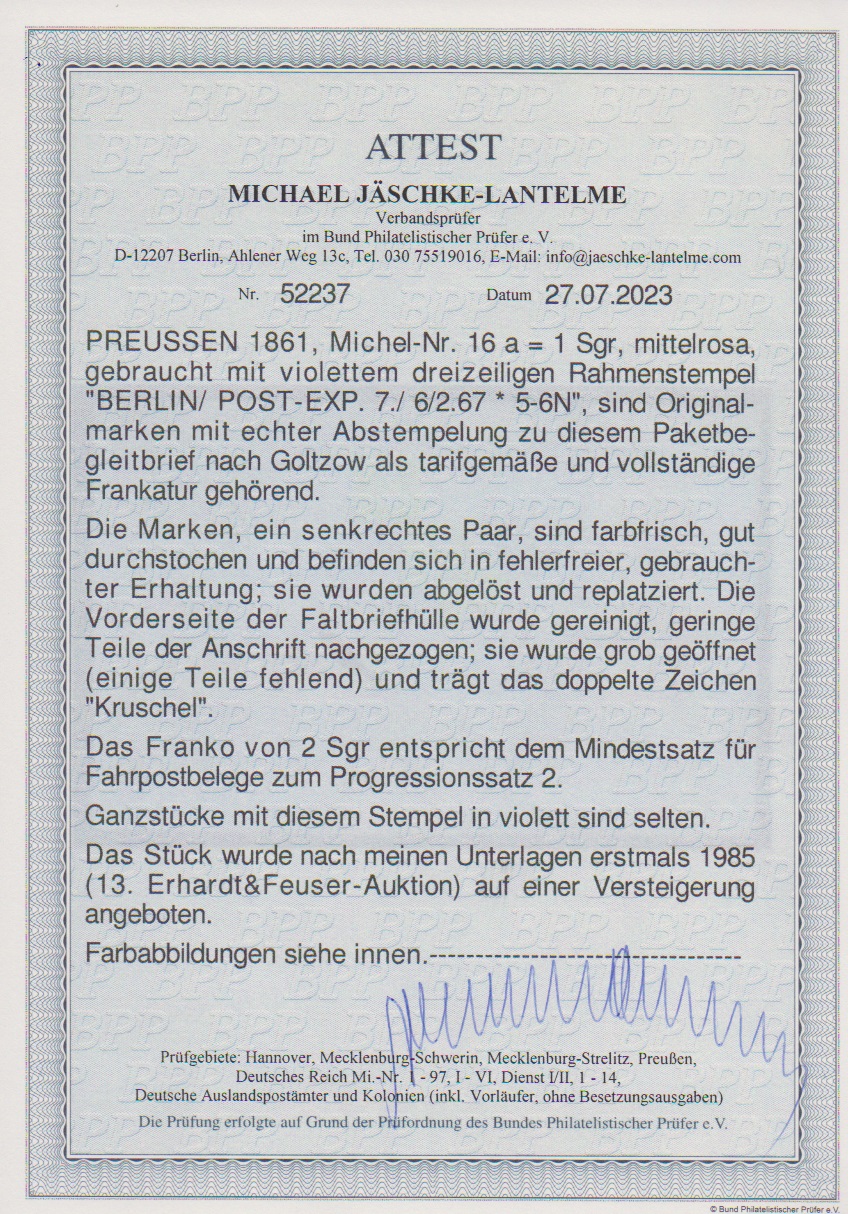 ATTEST
MICHAEL JÄSCHKE-LANTELME
Verbandsprüfer
im Bund Philatelistischer Prüfer e. V.
D-12207 Berlin, Ahlener Weg 13c, Tel. 030 75519016, E-Mail: info@jaeschke-lantelme.com
Nr. 52237 Datum 27.07.2023
PREUSSEN 1861, Michel-Nr. 16 a = 1 Sgr, mittelrosa,
gebraucht mit violettem dreizeiligen Rahmenstempel
"BERLIN/ POST-EXP. 7./ 6/2.67 * 5-6N", sind Original-
marken mit echter Abstempelung zu diesem Paketbe-
gleitbrief nach Goltzow als tarifgemäße und vollständige
Frankatur gehörend.
Die Marken, ein senkrechtes Paar, sind farbfrisch, gut
durchstochen und befinden sich in fehlerfreier, gebrauch-
ter Erhaltung; sie wurden abgelöst und replatziert. Die
Vorderseite der Faltbriefhülle wurde gereinigt, geringe
Teile der Anschrift nachgezogen; sie wurde grob geöffnet
(einige Teile fehlend) und trägt das doppelte Zeichen
"Kruschel".
Das Franko von 2 Sgr entspricht dem Mindestsatz für
Fahrpostbelege zum Progressionssatz 2.
Ganzstücke mit diesem Stempel in violett sind selten.
Das Stück wurde nach meinen Unterlagen erstmals 1985
(13. Erhardt&Feuser-Auktion) auf einer Versteigerung
angeboten.
Farbabbildungen siehe innen.---------------------------------
Prüfgebiete: Hannover, Mecklenburg-Schwerin, Mecklenburg-Strelitz, Preußen,
Deutsches Reich Mi.-Nr. 1 - 97, I - VI, Dienst I/II, 1 - 14,
Deutsche Auslandspostämter und Kolonien (inkl. Vorläufer, ohne Besetzungsausgaben)
Die Prüfung erfolgte auf Grund der Prüfordnung des Bundes Philatelistischer Prüfer e.V.
© Bund Philatelistischer Prüfer e.V.